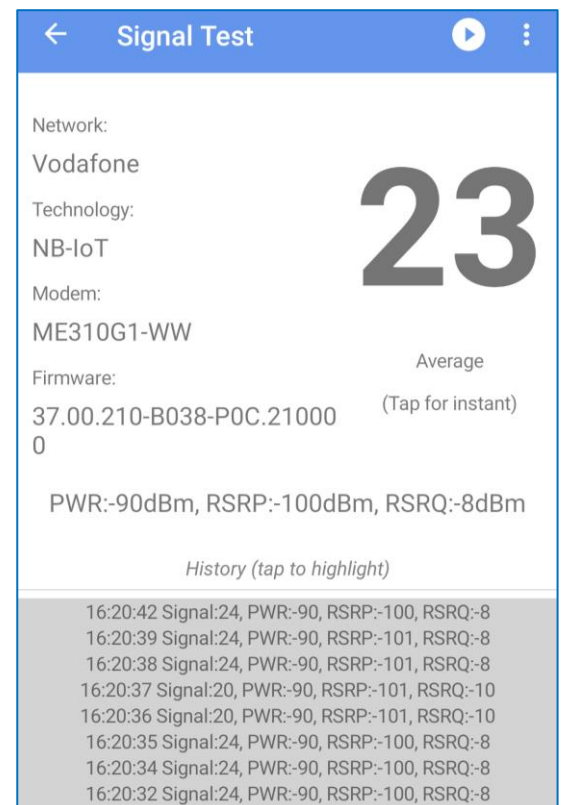 Signal Test
Network:
Vodafone
Technology:
NB-IoT
Modem:
ME310G1-WW
Firmware:
37.00.210-B038-P0C.21000
0
23
Average
(Tap for instant)
PWR:-90dBm, RSRP:-100dBm, RSRQ:-8dBm
History (tap to highlight)
16:20:42 Signal:24, PWR:-90, RSRP:-100, RSRQ:-8
16:20:39 Signal:24, PWR:-90, RSRP:-101, RSRQ:-8
16:20:38 Signal:24, PWR:-90, RSRP:-101, RSRQ:-8
16:20:37 Signal:20, PWR:-90, RSRP:-101, RSRQ:-10
16:20:36 Signal:20, PWR:-90, RSRP:-101, RSRQ:-10
16:20:35 Signal:24, PWR:-90, RSRP:-100, RSRQ:-8
16:20:34 Signal:24, PWR:-90, RSRP:-100, RSRQ:-8
16:20:32 Signal:24, PWR:-90, RSRP:-100, RSRQ:-8